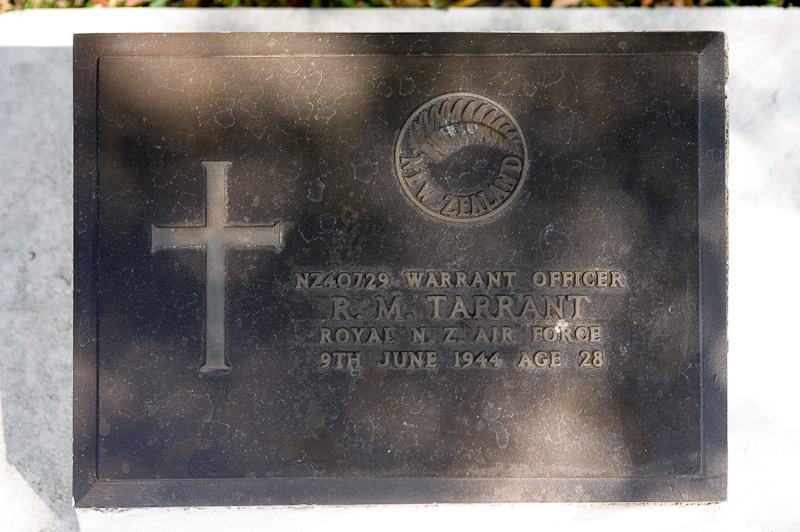 NEW ZEALAND
NZ40729 WARRANT OFFICER
R. M. TARRANT
ROYAL N. Z. AIR FORCE
9TH JUNE 1944 AGE 28